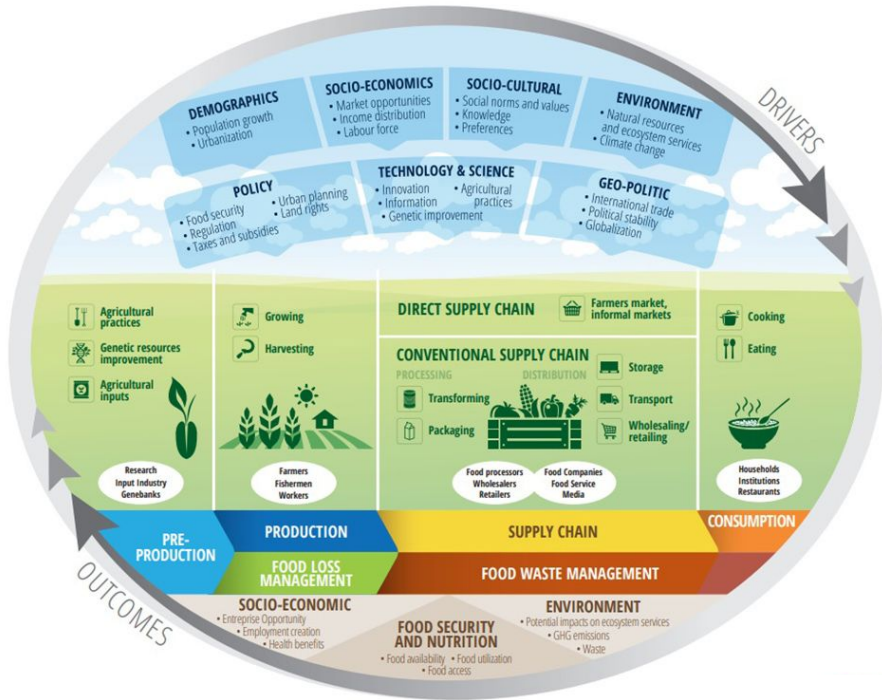 DEMOGRAPHICS
• Population growth
• Urbanization
SOCIO-ECONOMICS
• Market opportunities
• Income distribution
• Labour force
SOCIO-CULTURAL
• Social norms and values
• Knowledge
• Preferences
ENVIRONMENT
• Natural resources
and ecosystem services
• Climate change
DRIVERS
POLICY
• Food security
• Regulation
• Taxes and subsidies
• Urban planning
• Land rights
TECHNOLOGY & SCIENCE
• Innovation
• Information
• Genetic improvement
• Agricultural
practices
GEO-POLITIC
• International trade
• Political stability
• Globalization
Agricultural
practices
Genetic resources
improvement
Agricultural
inputs
Research
Input Industry
Genebanks
Growing
Harvesting
Farmers
Fishermen
Workers
DIRECT SUPPLY CHAIN
Farmers market,
informal markets
CONVENTIONAL SUPPLY CHAIN
PROCESSING
DISTRIBUTION
Transforming
Packaging
Storage
Transport
Wholesaling/
retailing
Food processors
Wholesalers
Retailers
Food Companies
Food Service
Media
Cooking
Eating
Households
Institutions
Restaurants
PRE-
PRODUCTION
PRODUCTION
SUPPLY CHAIN
CONSUMPTION
FOOD LOSS
MANAGEMENT
FOOD WASTE MANAGEMENT
OUTCOMES
SOCIO-ECONOMIC
• Entreprise Opportunity
• Employment creation
• Health benefits
FOOD SECURITY
AND NUTRITION
• Food availability • Food utilization
• Food access
ENVIRONMENT
• Potential impacts on ecosystem services
• GHG emissions
• Waste